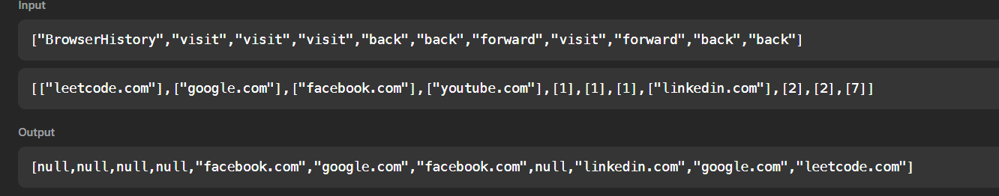 Input
["BrowserHistory","visit","visit","visit","back","back","forward","visit","forward","back","back"]
[["leetcode.com"],["google.com"],["facebook.com"],["youtube.com"],[1],[1],[1],["linkedin.com"],[2],[2],[7]]
Output
[null,null,null,null,"facebook.com","google.com","facebook.com",null,"linkedin.com","google.com","leetcode.com"]